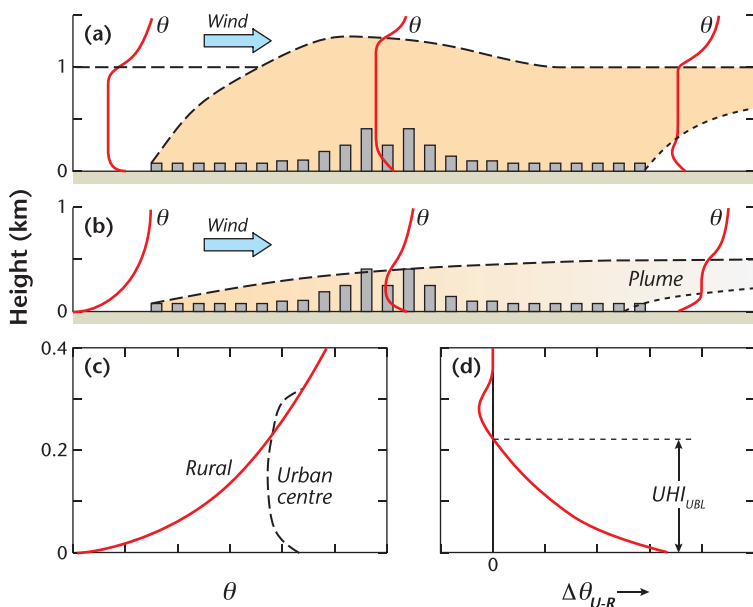 (a)
θ
Wind
θ
θ
1
0
Height (km)
1
(b)
θ
Wind
θ
θ
Plume
0
0.4
(c)
(d)
0.2
Rural
Urban
centre
UHI_UBL
0
0
θ
Δθ_U-R